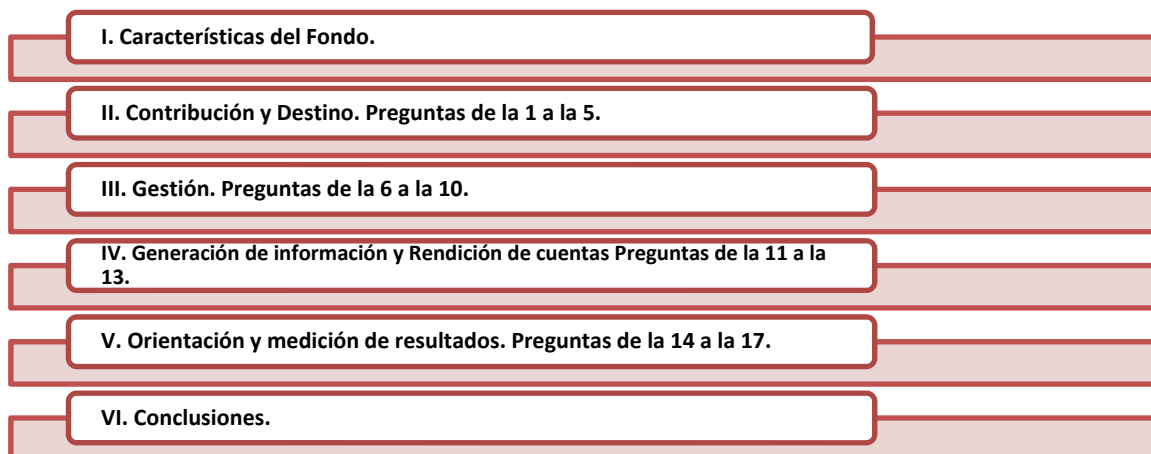 I. Características del Fondo.
II. Contribución y Destino. Preguntas de la 1 a la 5.
III. Gestión. Preguntas de la 6 a la 10.
IV. Generación de información y Rendición de cuentas Preguntas de la 11 a la
13.
V. Orientación y medición de resultados. Preguntas de la 14 a la 17.
VI. Conclusiones.